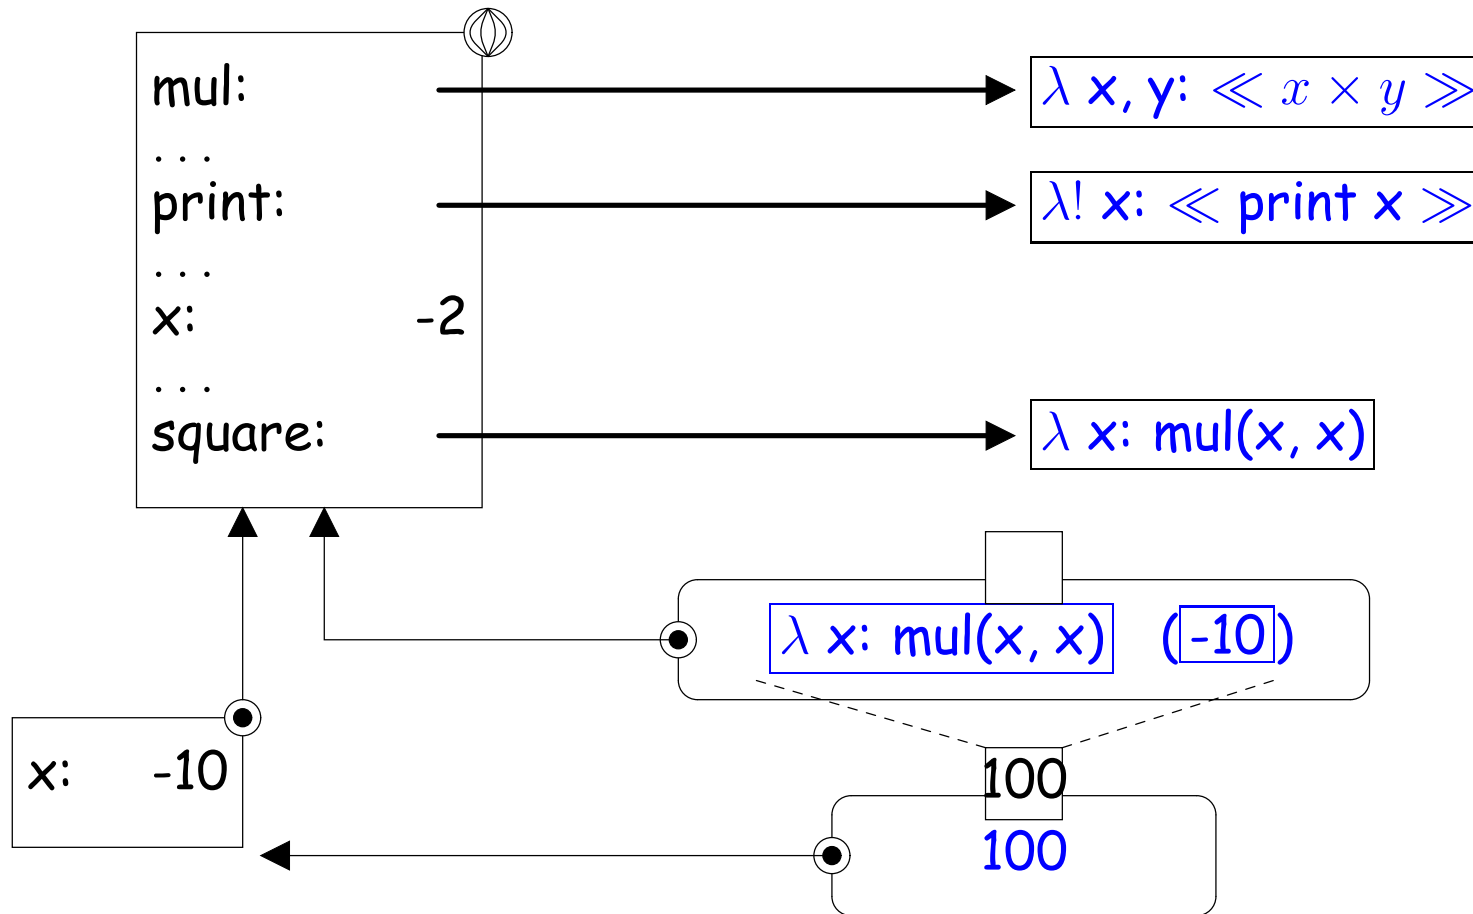 mul: λ x, y: ≪ x × y ≫
. . .
print: λ! x: ≪ print x ≫
. . .
x: -2
. . .
square: λ x: mul(x, x)
λ x: mul(x, x) (-10)
x: -10
100
100